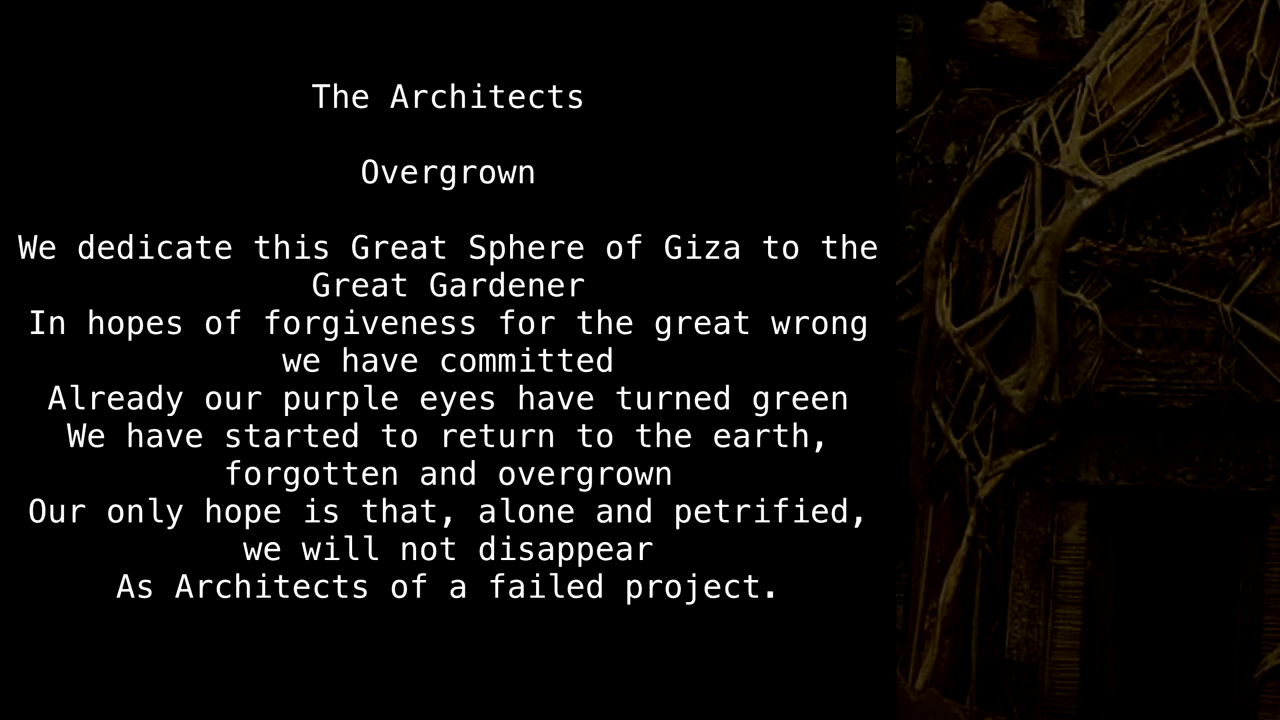 The Architects
Overgrown
We dedicate this Great Sphere of Giza to the
Great Gardener
In hopes of forgiveness for the great wrong
we have committed
Already our purple eyes have turned green
We have started to return to the earth,
forgotten and overgrown
Our only hope is that, alone and petrified,
we will not disappear
As Architects of a failed project.